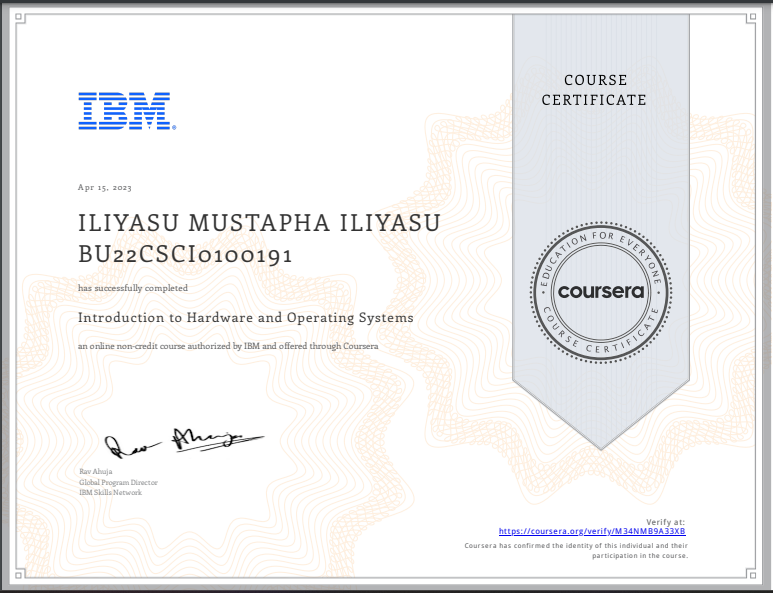 IBM®
COURSE
CERTIFICATE
Apr 15, 2023
ILIYASU MUSTAPHA ILIYASU
BU22CSCI0100191
has successfully completed
Introduction to Hardware and Operating Systems
an online non-credit course authorized by IBM and offered through Coursera
EDUCATION FOR EVERYONE
coursera
COURSE CERTIFICATE
Rav Ahuja
Global Program Director
IBM Skills Network
Verify at:
https://coursera.org/verify/M34NMB9A33XB
Coursera has confirmed the identity of this individual and their
participation in the course.